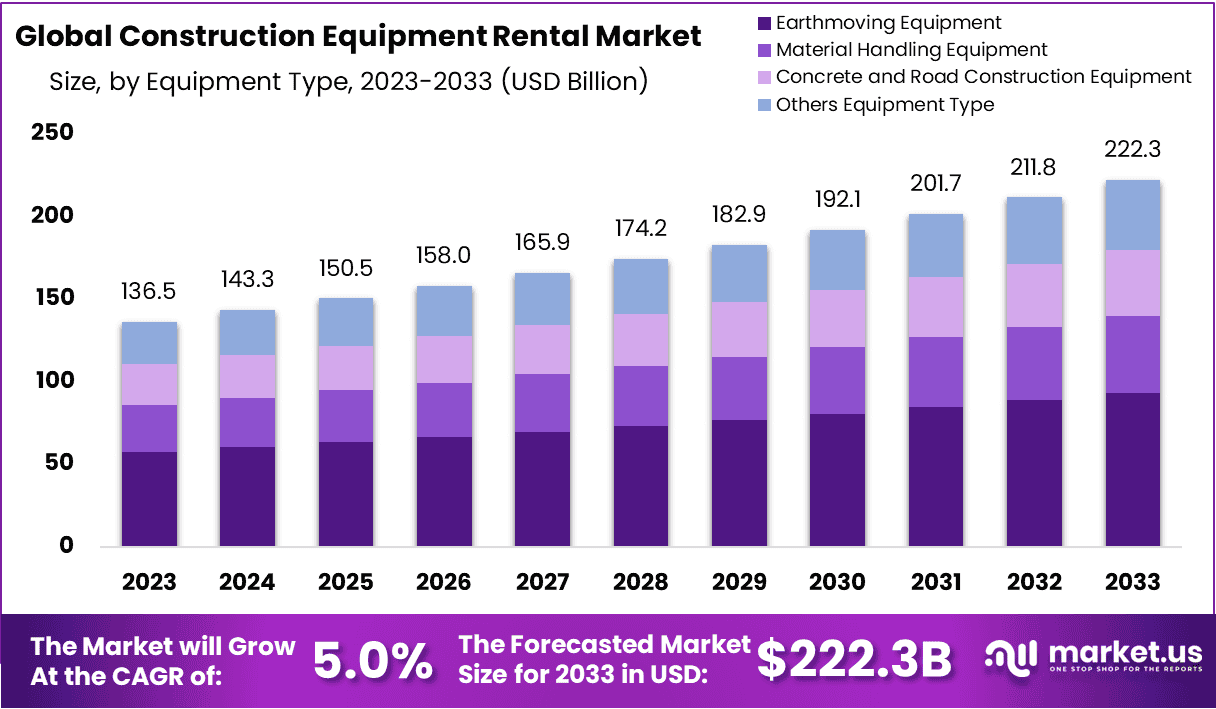 Global Construction Equipment Rental Market
Size, by Equipment Type, 2023-2033 (USD Billion)
Earthmoving Equipment
Material Handling Equipment
Concrete and Road Construction Equipment
Others Equipment Type
250
200
150
100
50
0
136.5
143.3
150.5
158.0
165.9
174.2
182.9
192.1
201.7
211.8
222.3
2023
2024
2025
2026
2027
2028
2029
2030
2031
2032
2033
The Market will Grow
At the CAGR of:
5.0%
The Forecasted Market
Size for 2033 in USD:
$222.3B
market.us
ONE STOP SHOP FOR THE REPORTS